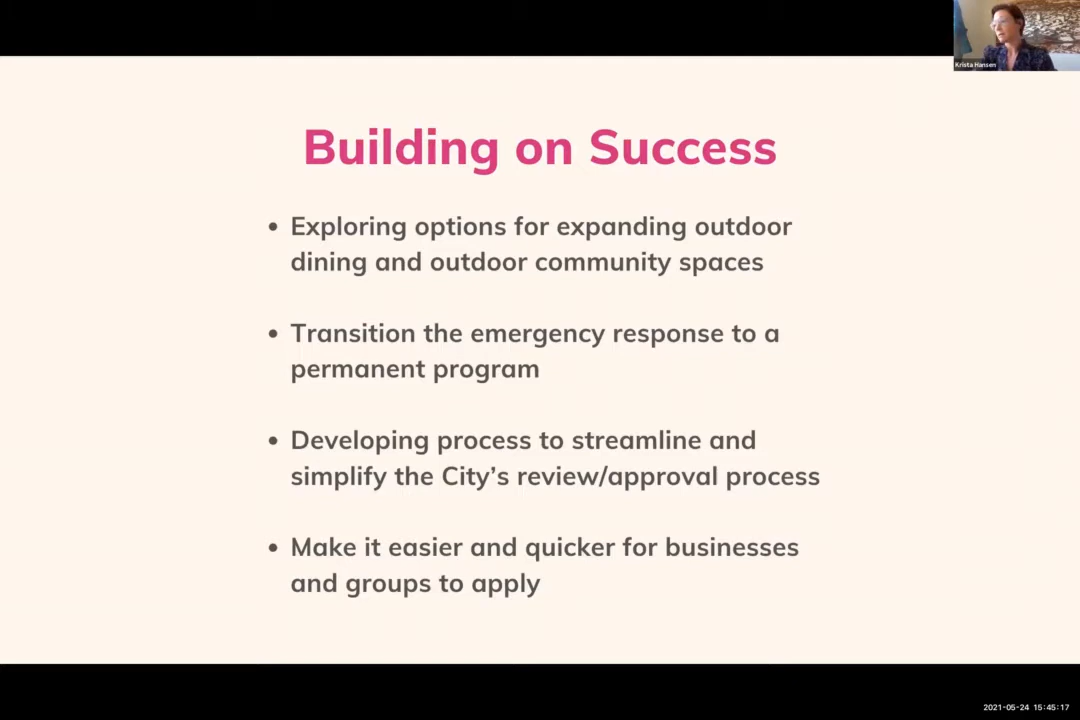 Krista Hansen
Building on Success
• Exploring options for expanding outdoor
dining and outdoor community spaces
• Transition the emergency response to a
permanent program
• Developing process to streamline and
simplify the City’s review/approval process
• Make it easier and quicker for businesses
and groups to apply
2021-05-24 15:45:17